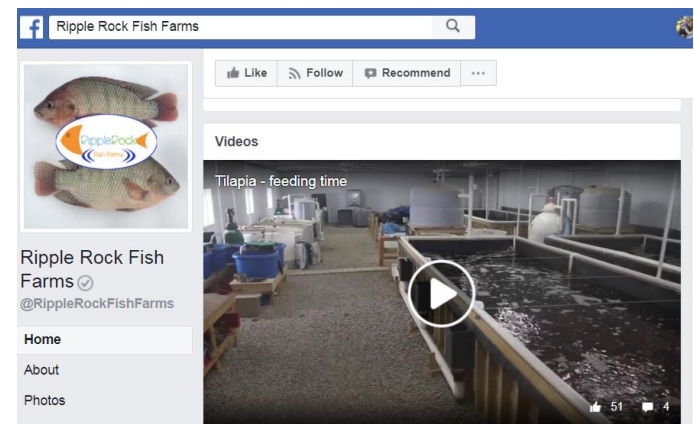 f Ripple Rock Fish Farms
Like Follow Recommend ...
Videos
RippleRock
Fish Farms
Tilapia - feeding time
Ripple Rock Fish
Farms
@RippleRockFishFarms
Home
About
Photos
51 4